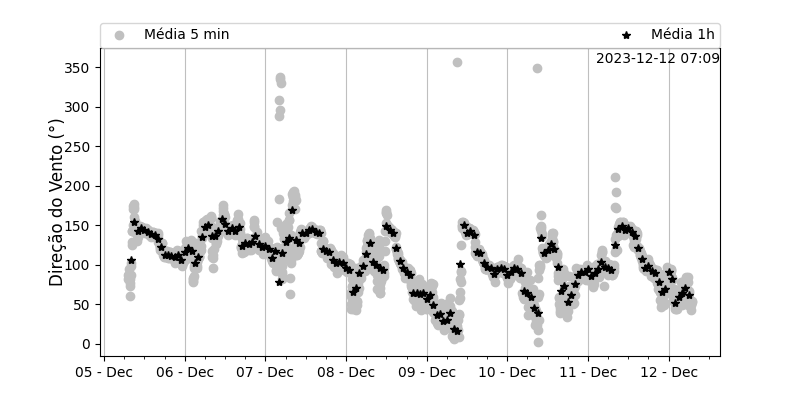 Média 5 min
Média 1h
2023-12-12 07:09
Direção do Vento (°)
350
300
250
200
150
100
50
0
05 - Dec
06 - Dec
07 - Dec
08 - Dec
09 - Dec
10 - Dec
11 - Dec
12 - Dec